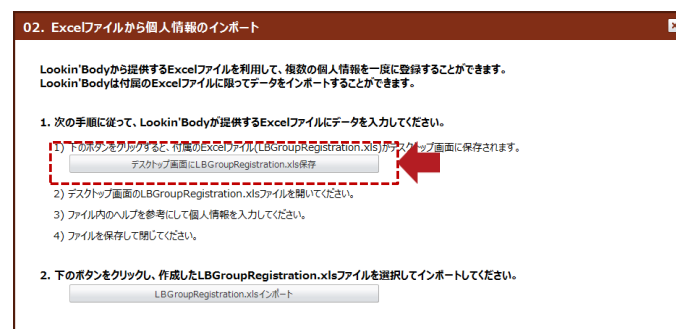 02. Excelファイルから個人情報のインポート
Lookin'Bodyから提供するExcelファイルを利用して、複数の個人情報を一度に登録することができます。
Lookin'Bodyは付属のExcelファイルに限ってデータをインポートすることができます。
1. 次の手順に従って、Lookin'Bodyが提供するExcelファイルにデータを入力してください。
1) 下のボタンをクリックすると、付属のExcelファイル(LBGroupRegistration.xls)がデスクトップ画面に保存されます。
デスクトップ画面にLBGroupRegistration.xls保存
2) デスクトップ画面のLBGroupRegistration.xlsファイルを開いてください。
3) ファイル内のヘルプを参考にして個人情報を入力してください。
4) ファイルを保存して閉じてください。
2. 下のボタンをクリックし、作成したLBGroupRegistration.xlsファイルを選択してインポートしてください。
LBGroupRegistration.xlsインポート